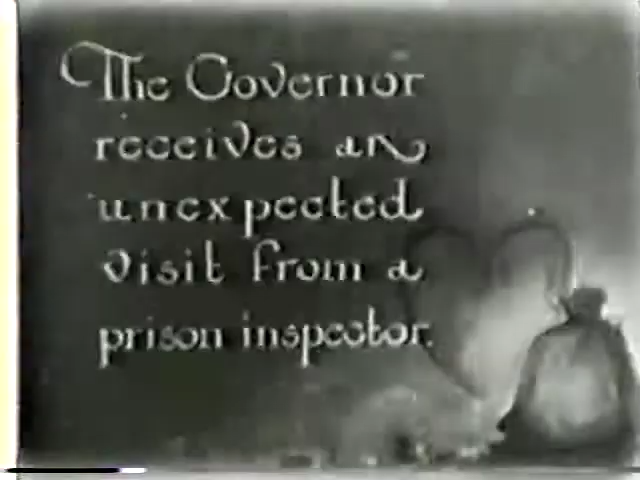 The Governor
receives an
unexpected
visit from a
prison inspector.